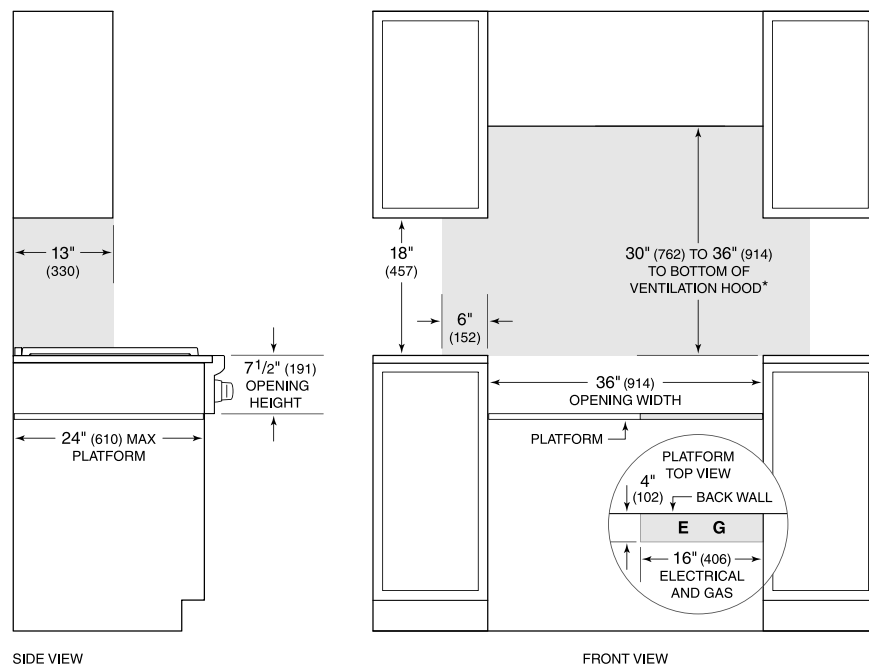 13"
(330)
7 1/2" (191)
OPENING
HEIGHT
24" (610) MAX
PLATFORM
SIDE VIEW
18"
(457)
6"
(152)
30" (762) TO 36" (914)
TO BOTTOM OF
VENTILATION HOOD*
36" (914)
OPENING WIDTH
PLATFORM
PLATFORM
TOP VIEW
4"
(102)
BACK WALL
E G
16" (406)
ELECTRICAL
AND GAS
FRONT VIEW